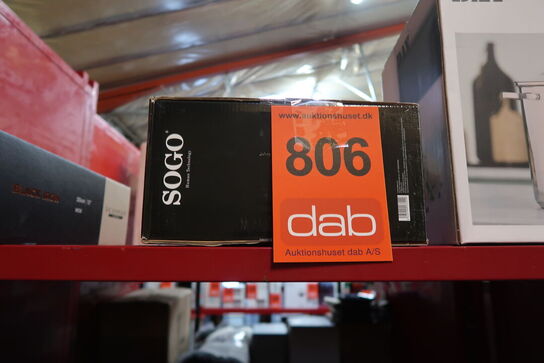 SOGO
Human Technology
www.auktionshuset.dk
806
dab
Auktionshuset dab A/S